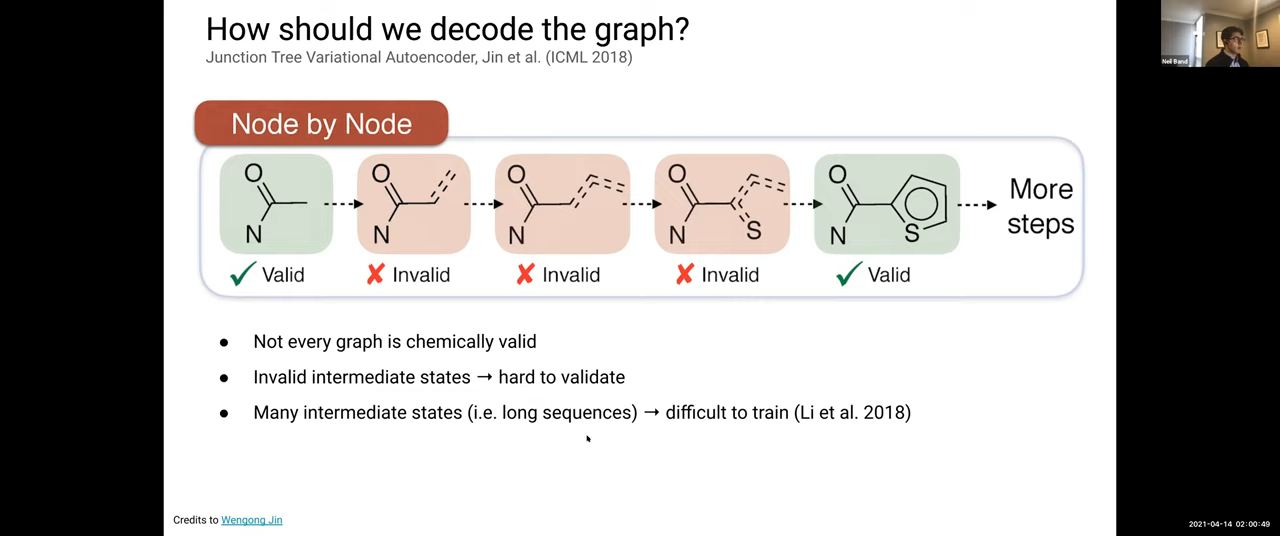 How should we decode the graph?
Junction Tree Variational Autoencoder, Jin et al. (ICML 2018)
Neil Band
Node by Node
O O O O O
N N N S N S
More
steps
✓ Valid ✗ Invalid ✗ Invalid ✗ Invalid ✓ Valid
● Not every graph is chemically valid
● Invalid intermediate states → hard to validate
● Many intermediate states (i.e. long sequences) → difficult to train (Li et al. 2018)
Credits to Wengong Jin
2021-04-14 02:00:49